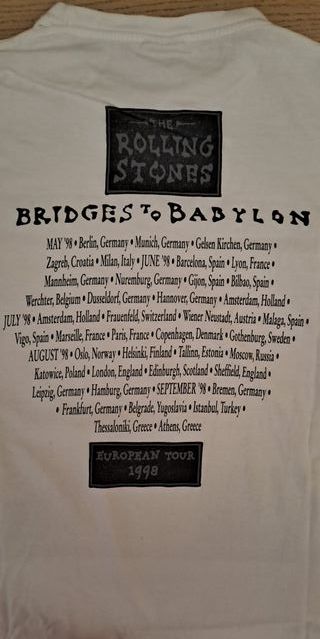 THE
ROLLING
STONES
BRIDGES TO BABYLON
MAY '98 • Berlin, Germany • Munich, Germany • Gelsen Kirchen, Germany •
Zagreb, Croatia • Milan, Italy • JUNE '98 • Barcelona, Spain • Lyon, France •
Mannheim, Germany • Nuremburg, Germany • Gijon, Spain • Bilbao, Spain •
Werchter, Belgium • Dusseldorf, Germany • Hannover, Germany • Amsterdam, Holland •
JULY '98 • Amsterdam, Holland • Frauenfeld, Switzerland • Wiener Neustadt, Austria • Malaga, Spain •
Vigo, Spain • Marseille, France • Paris, France • Copenhagen, Denmark • Gothenburg, Sweden •
AUGUST '98 • Oslo, Norway • Helsinki, Finland • Tallinn, Estonia • Moscow, Russia •
Katowice, Poland • London, England • Edinburgh, Scotland • Sheffield, England •
Leipzig, Germany • Hamburg, Germany • SEPTEMBER '98 • Bremen, Germany •
• Frankfurt, Germany • Belgrade, Yugoslavia • Istanbul, Turkey •
Thessaloniki, Greece • Athens, Greece
EUROPEAN TOUR
1998